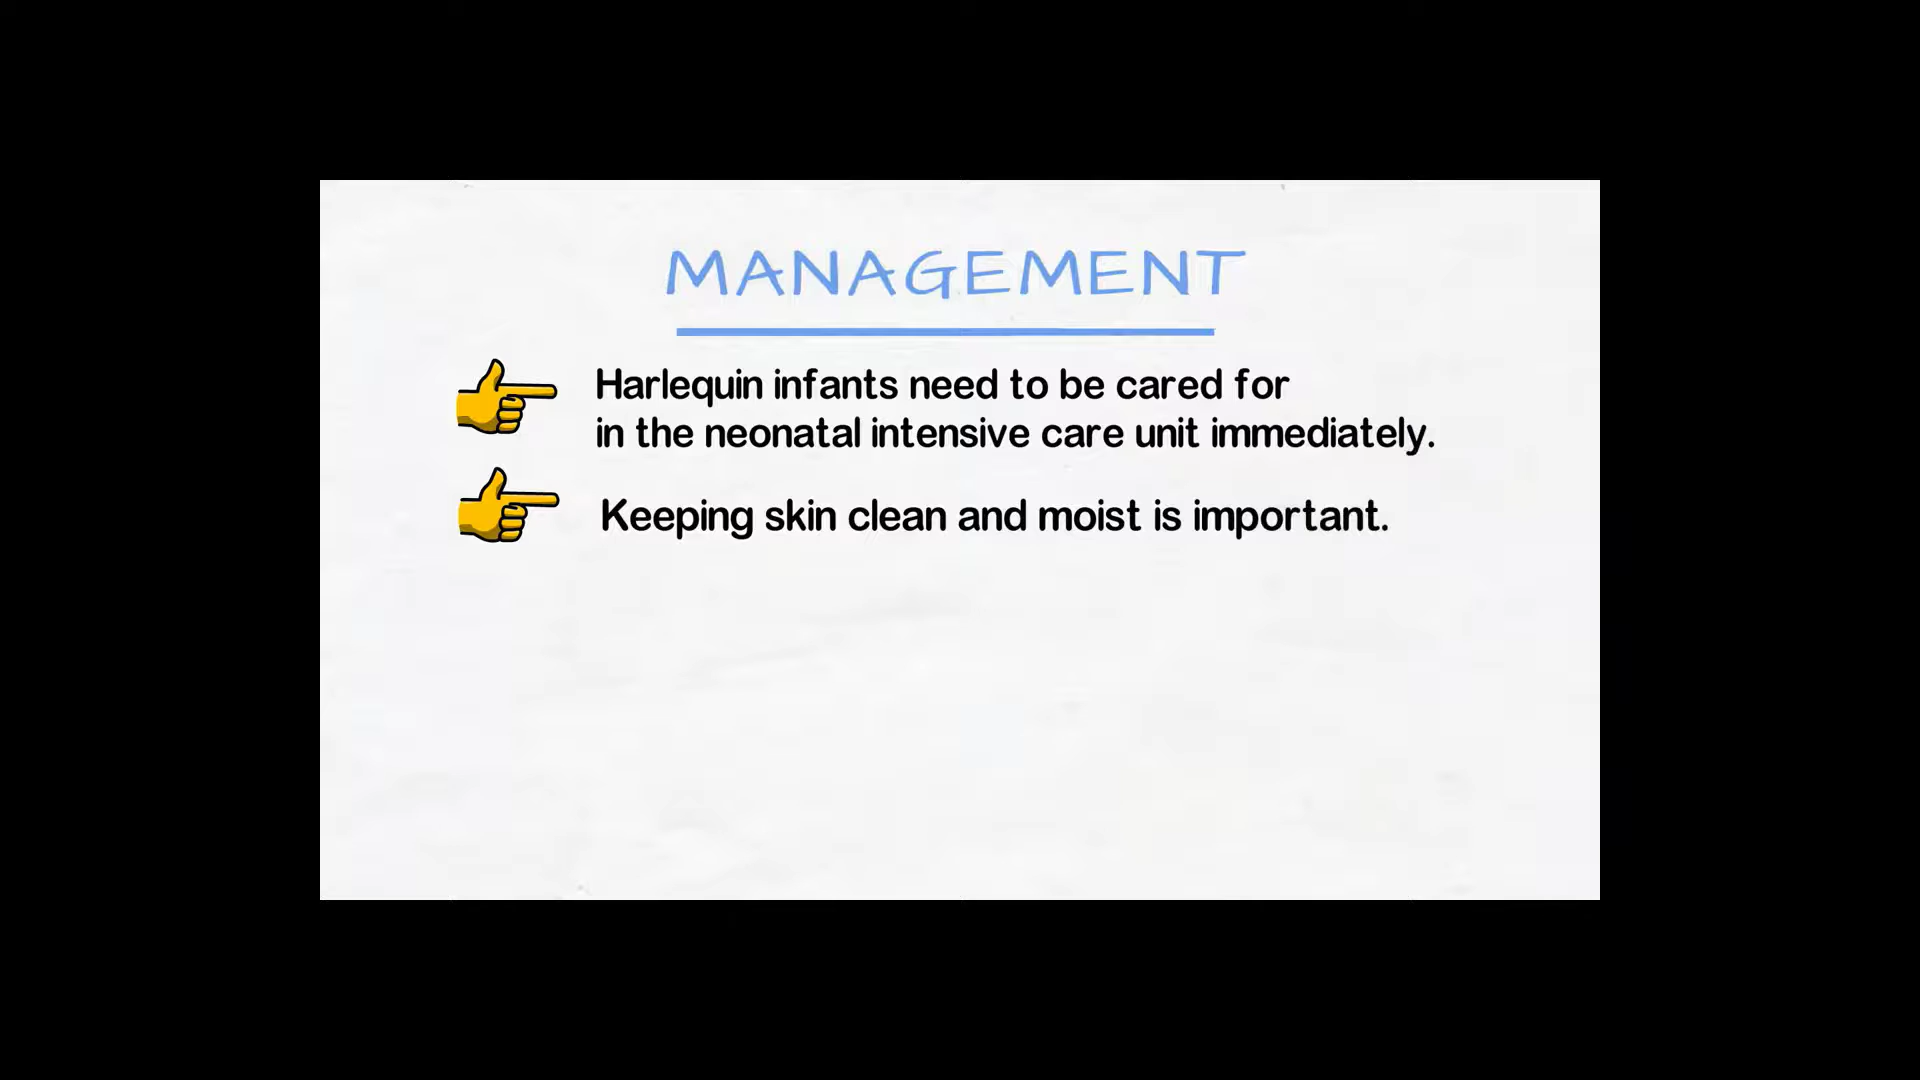 MANAGEMENT
Harlequin infants need to be cared for
in the neonatal intensive care unit immediately.
Keeping skin clean and moist is important.